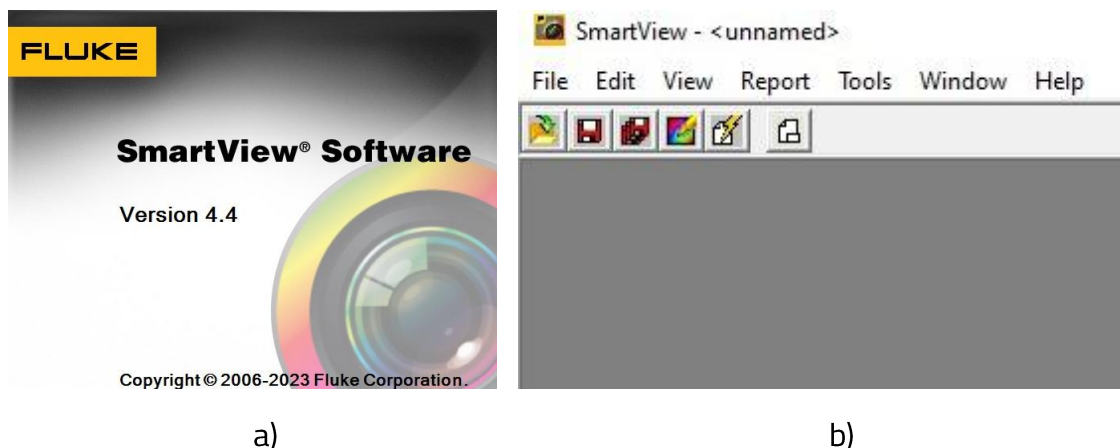 FLUKE
SmartView® Software
Version 4.4
Copyright © 2006-2023 Fluke Corporation.
a)
SmartView - <unnamed>
File Edit View Report Tools Window Help
b)